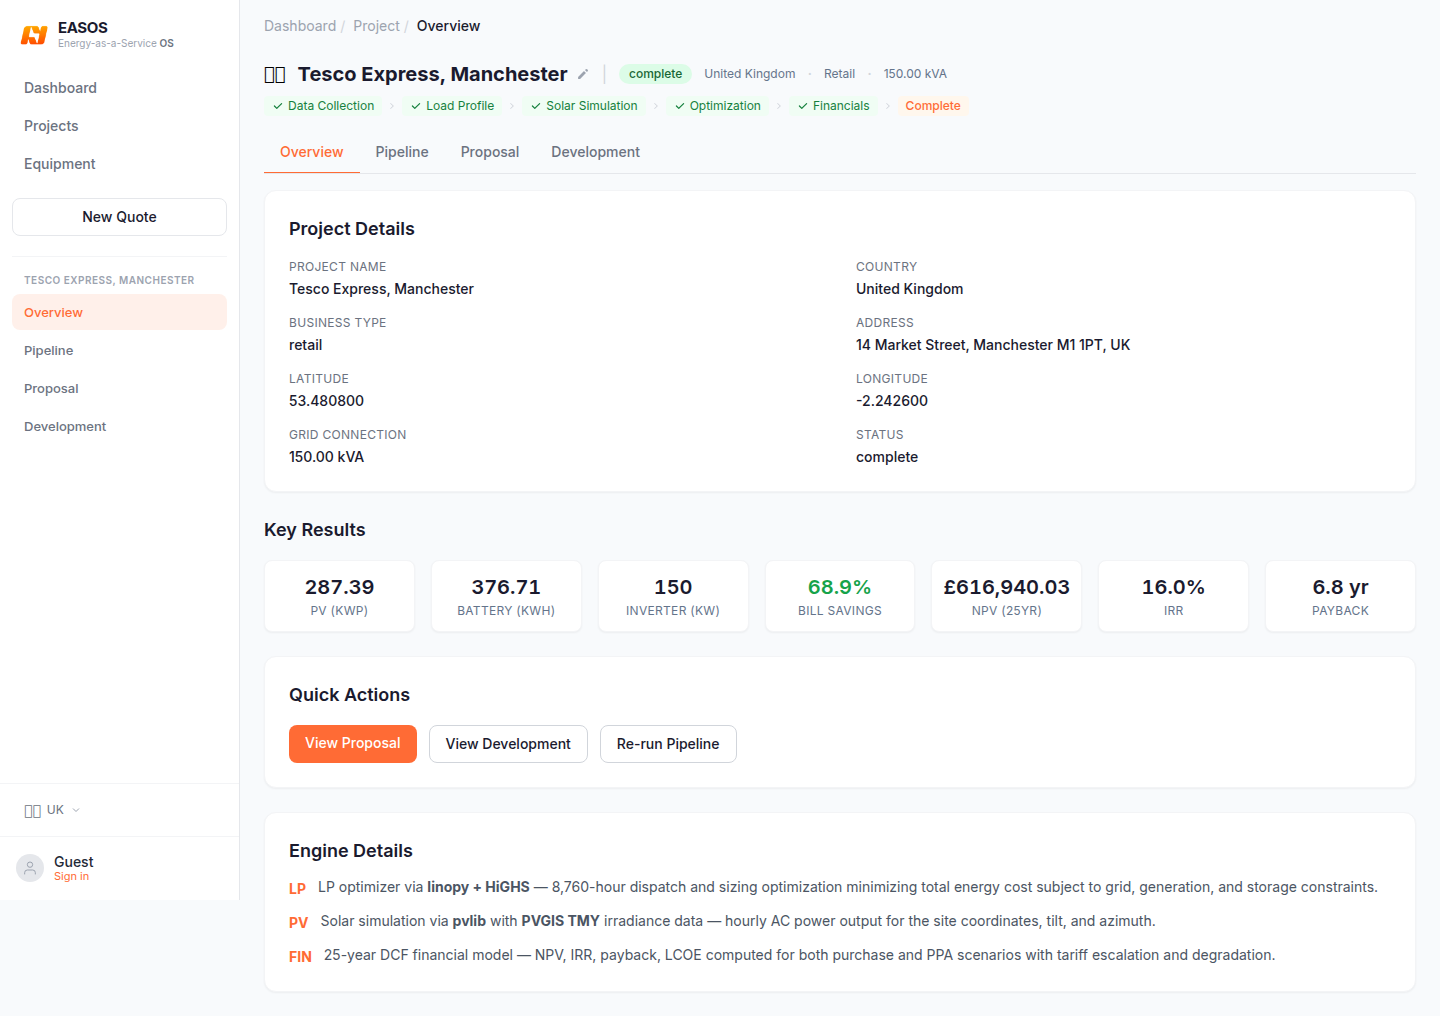 EASOS
Energy-as-a-Service OS
Dashboard
Projects
Equipment
New Quote
TESCO EXPRESS, MANCHESTER
Overview
Pipeline
Proposal
Development
UK
Guest
Sign in
Dashboard / Project / Overview
Tesco Express, Manchester | complete United Kingdom · Retail · 150.00 kVA
✓ Data Collection › ✓ Load Profile › ✓ Solar Simulation › ✓ Optimization › ✓ Financials › Complete
Overview Pipeline Proposal Development
Project Details
PROJECT NAME COUNTRY
Tesco Express, Manchester United Kingdom
BUSINESS TYPE ADDRESS
retail 14 Market Street, Manchester M1 1PT, UK
LATITUDE LONGITUDE
53.480800 -2.242600
GRID CONNECTION STATUS
150.00 kVA complete
Key Results
287.39 376.71 150 68.9% £616,940.03 16.0% 6.8 yr
PV (KWP) BATTERY (KWH) INVERTER (KW) BILL SAVINGS NPV (25YR) IRR PAYBACK
Quick Actions
View Proposal View Development Re-run Pipeline
Engine Details
LP LP optimizer via linopy + HiGHS — 8,760-hour dispatch and sizing optimization minimizing total energy cost subject to grid, generation, and storage constraints.
PV Solar simulation via pvlib with PVGIS TMY irradiance data — hourly AC power output for the site coordinates, tilt, and azimuth.
FIN 25-year DCF financial model — NPV, IRR, payback, LCOE computed for both purchase and PPA scenarios with tariff escalation and degradation.